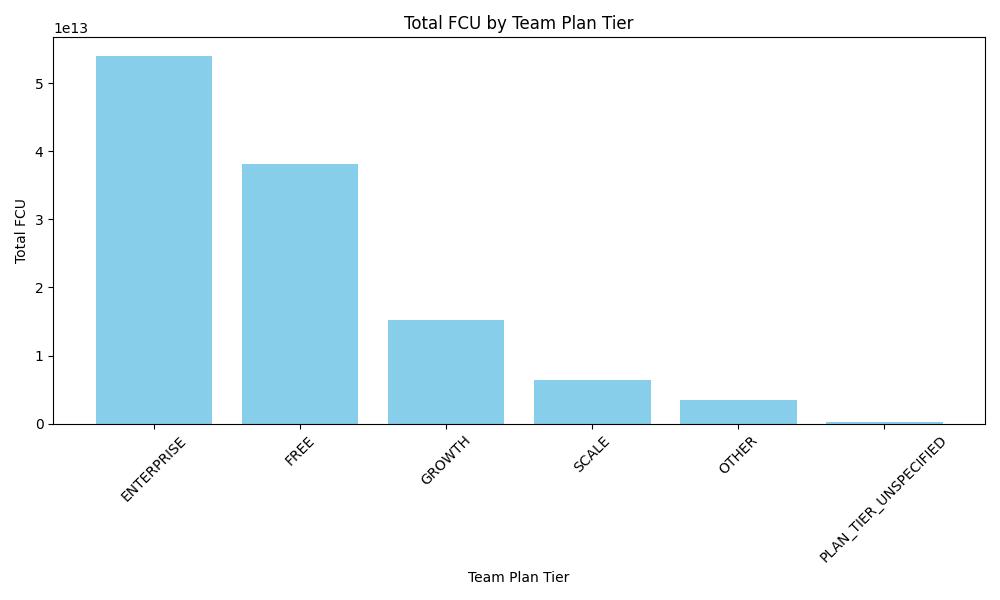 Total FCU by Team Plan Tier
1e13
5
4
3
2
1
0
Total FCU
ENTERPRISE
FREE
GROWTH
SCALE
OTHER
PLAN_TIER_UNSPECIFIED
Team Plan Tier